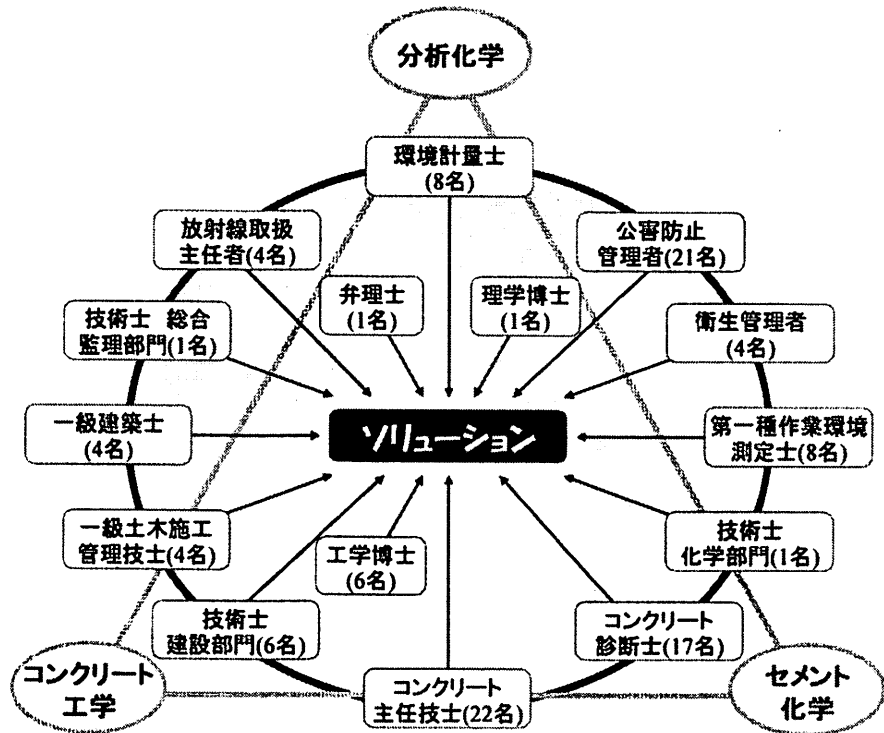 分析化学
環境計量士
(8名)
放射線取扱
主任者(4名)
公害防止
管理者(21名)
弁理士
(1名)
理学博士
(1名)
技術士 総合
監理部門(1名)
衛生管理者
(4名)
一級建築士
(4名)
ソリューション
第一種作業環境
測定士(8名)
一級土木施工
管理技士(4名)
工学博士
(6名)
技術士
化学部門(1名)
技術士
建設部門(6名)
コンクリート
診断士(17名)
コンクリート
工学
コンクリート
主任技士(22名)
セメント
化学